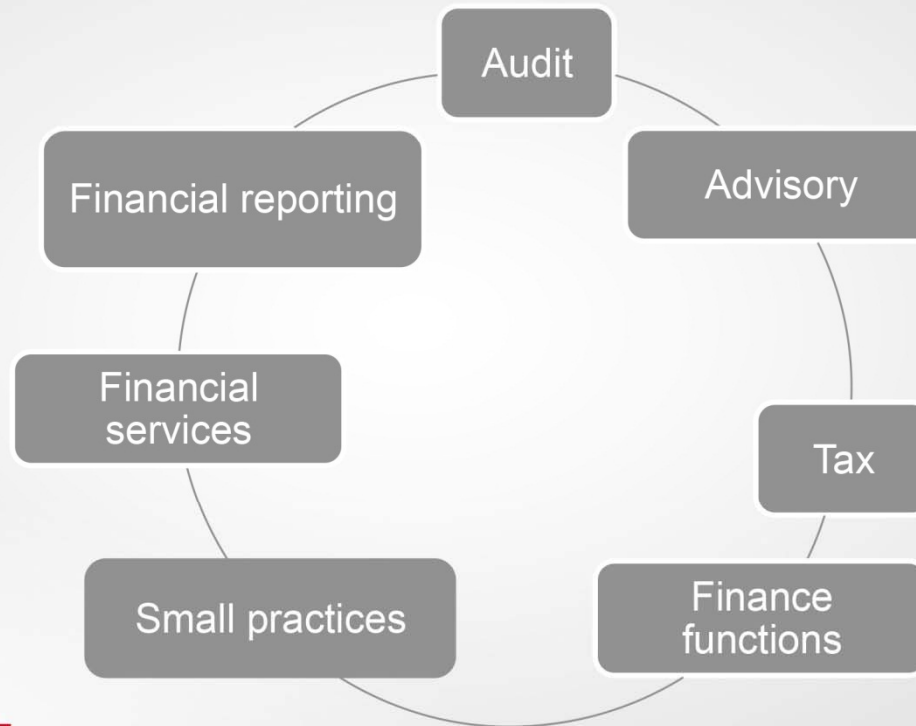 Audit
Advisory
Tax
Finance
functions
Small practices
Financial
services
Financial reporting